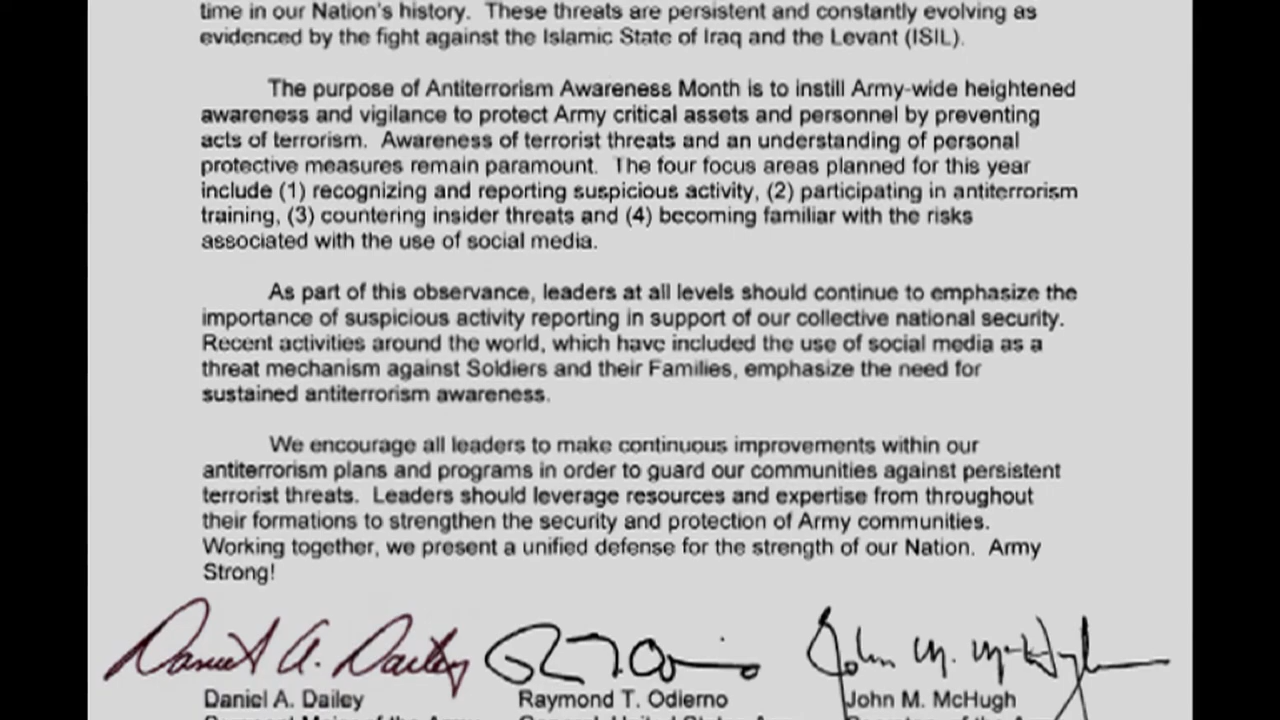 time in our Nation's history. These threats are persistent and constantly evolving as
evidenced by the fight against the Islamic State of Iraq and the Levant (ISIL).
The purpose of Antiterrorism Awareness Month is to instill Army-wide heightened
awareness and vigilance to protect Army critical assets and personnel by preventing
acts of terrorism. Awareness of terrorist threats and an understanding of personal
protective measures remain paramount. The four focus areas planned for this year
include (1) recognizing and reporting suspicious activity, (2) participating in antiterrorism
training, (3) countering insider threats and (4) becoming familiar with the risks
associated with the use of social media.
As part of this observance, leaders at all levels should continue to emphasize the
importance of suspicious activity reporting in support of our collective national security.
Recent activities around the world, which have included the use of social media as a
threat mechanism against Soldiers and their Families, emphasize the need for
sustained antiterrorism awareness.
We encourage all leaders to make continuous improvements within our
antiterrorism plans and programs in order to guard our communities against persistent
terrorist threats. Leaders should leverage resources and expertise from throughout
their formations to strengthen the security and protection of Army communities.
Working together, we present a unified defense for the strength of our Nation. Army
Strong!
Daniel A. Dailey John M. McHugh
Daniel A. Dailey Raymond T. Odierno John M. McHugh